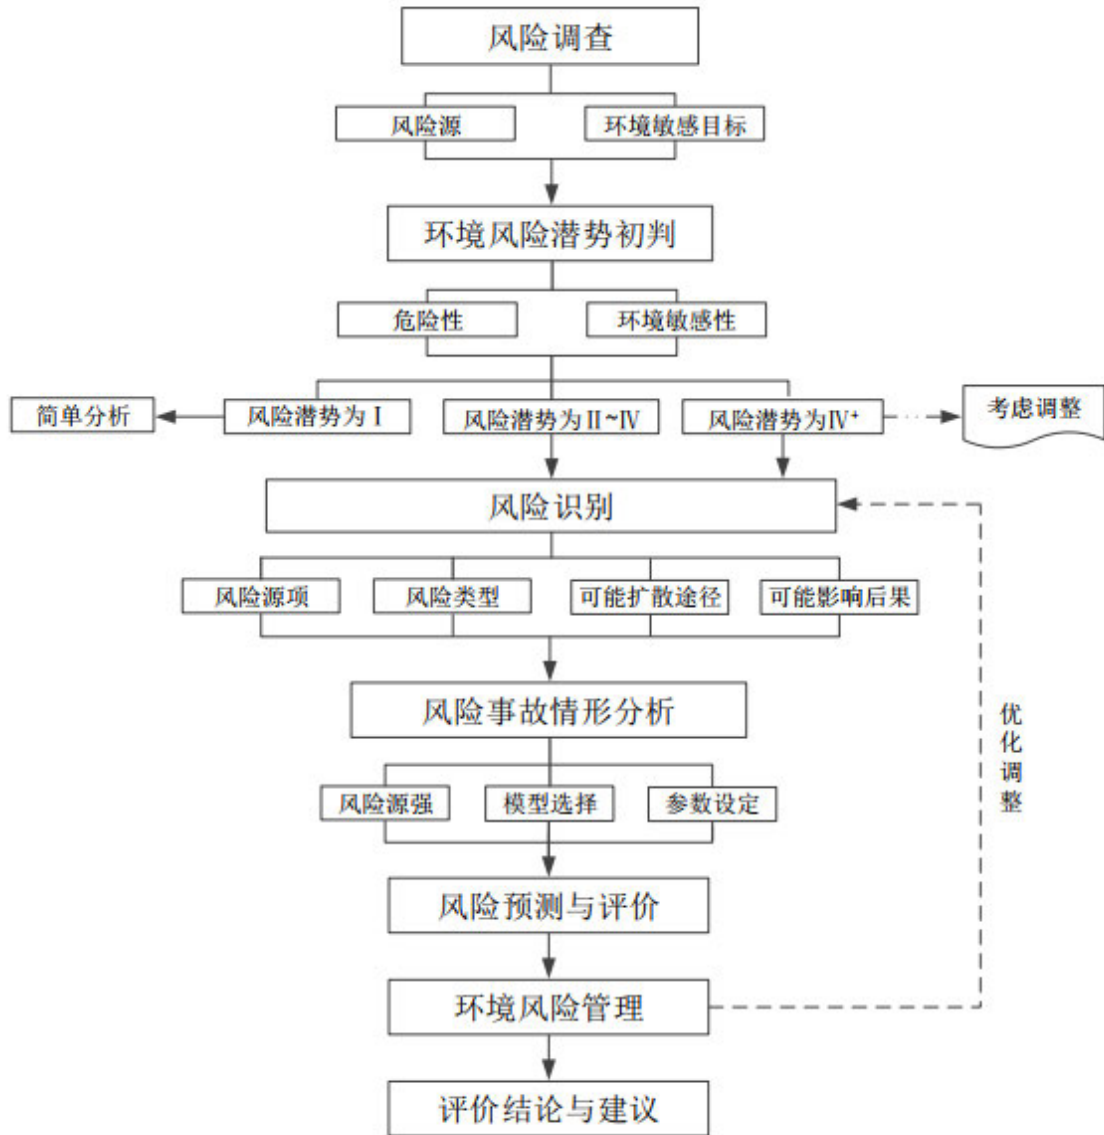 风险调查
风险源
环境敏感目标
环境风险潜势初判
危险性
环境敏感性
简单分析
风险潜势为Ⅰ
风险潜势为Ⅱ~Ⅳ
风险潜势为Ⅳ⁺
考虑调整
风险识别
风险源项
风险类型
可能扩散途径
可能影响后果
风险事故情形分析
优化调整
风险源强
模型选择
参数设定
风险预测与评价
环境风险管理
评价结论与建议